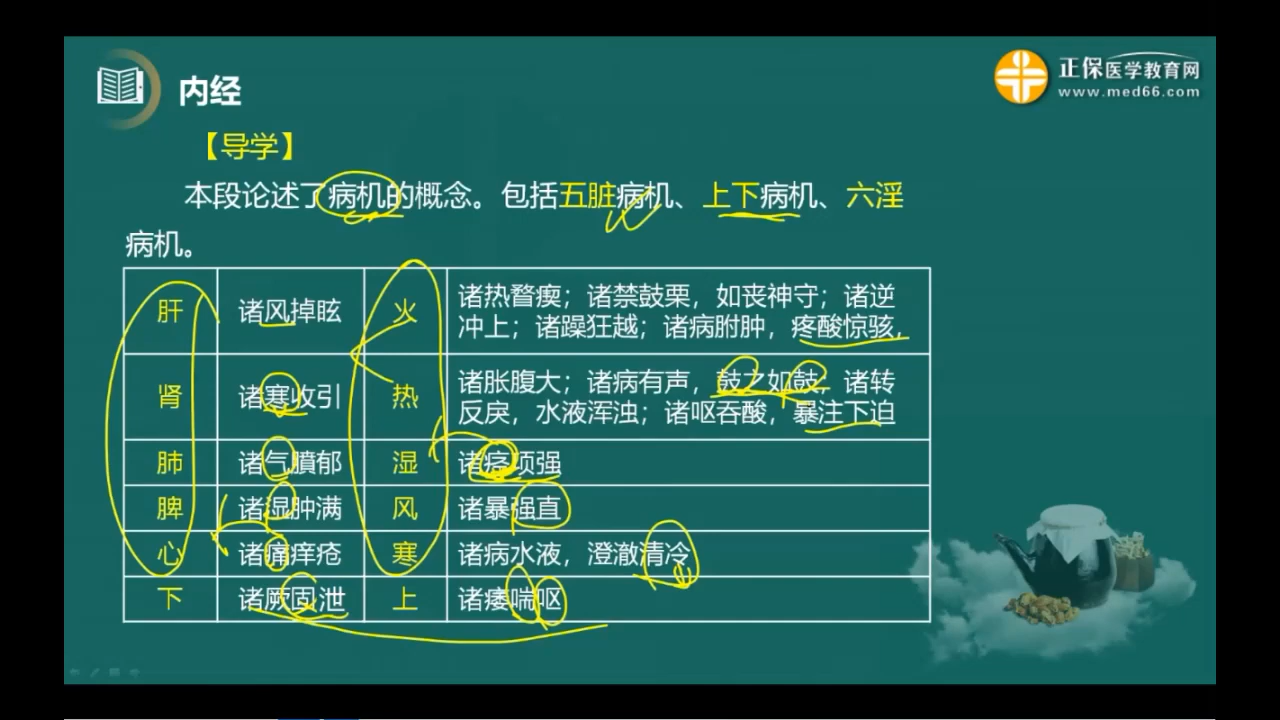 内经
正保医学教育网
www.med66.com
【导学】
本段论述了病机的概念。包括五脏病机、上下病机、六淫
病机。
肝 诸风掉眩 火 诸热瞀瘛；诸禁鼓栗，如丧神守；诸逆
冲上；诸躁狂越；诸病胕肿，疼酸惊骇，
肾 诸寒收引 热 诸胀腹大；诸病有声，鼓之如鼓；诸转
反戾，水液浑浊；诸呕吞酸，暴注下迫
肺 诸气膹郁 湿 诸痉项强
脾 诸湿肿满 风 诸暴强直
心 诸痛痒疮 寒 诸病水液，澄澈清冷
下 诸厥固泄 上 诸痿喘呕